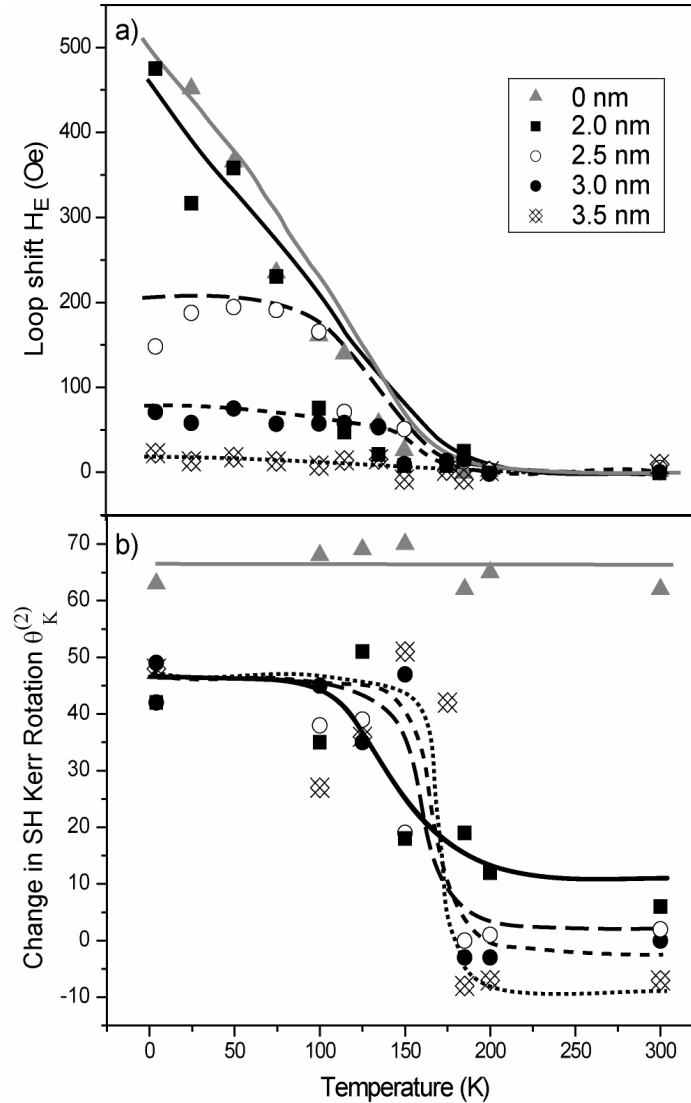 a)
500
400
300
200
100
0
Loop shift H_E (Oe)
0 nm
2.0 nm
2.5 nm
3.0 nm
3.5 nm
b)
70
60
50
40
30
20
10
0
-10
Change in SH Kerr Rotation θ_K^(2)
0 50 100 150 200 250 300
Temperature (K)